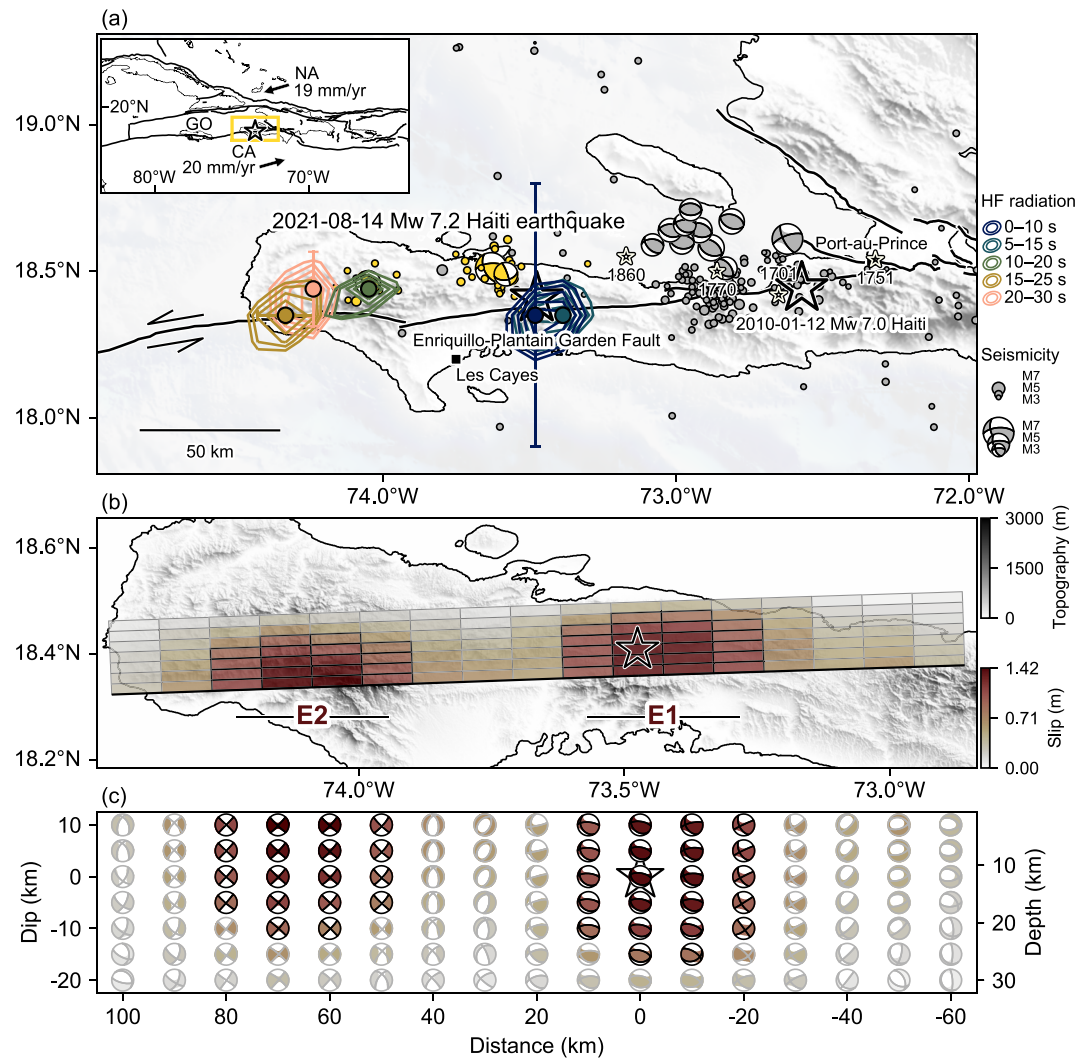 (a)
NA
19 mm/yr
20°N
GO
CA
20 mm/yr
80°W
70°W
19.0°N
18.5°N
18.0°N
2021-08-14 Mw 7.2 Haiti earthquake
1860
1770
1701
1751
Port-au-Prince
2010-01-12 Mw 7.0 Haiti
Enriquillo-Plantain Garden Fault
Les Cayes
50 km
74.0°W
73.0°W
72.0°W
HF radiation
0–10 s
5–15 s
10–20 s
15–25 s
20–30 s
Seismicity
M7
M5
M3
M7
M5
M3
(b)
18.6°N
18.4°N
18.2°N
E2
E1
74.0°W
73.5°W
73.0°W
3000
1500
0
Topography (m)
1.42
0.71
0.00
Slip (m)
(c)
10
0
-10
-20
Dip (km)
10
20
30
Depth (km)
100 80 60 40 20 0 -20 -40 -60
Distance (km)